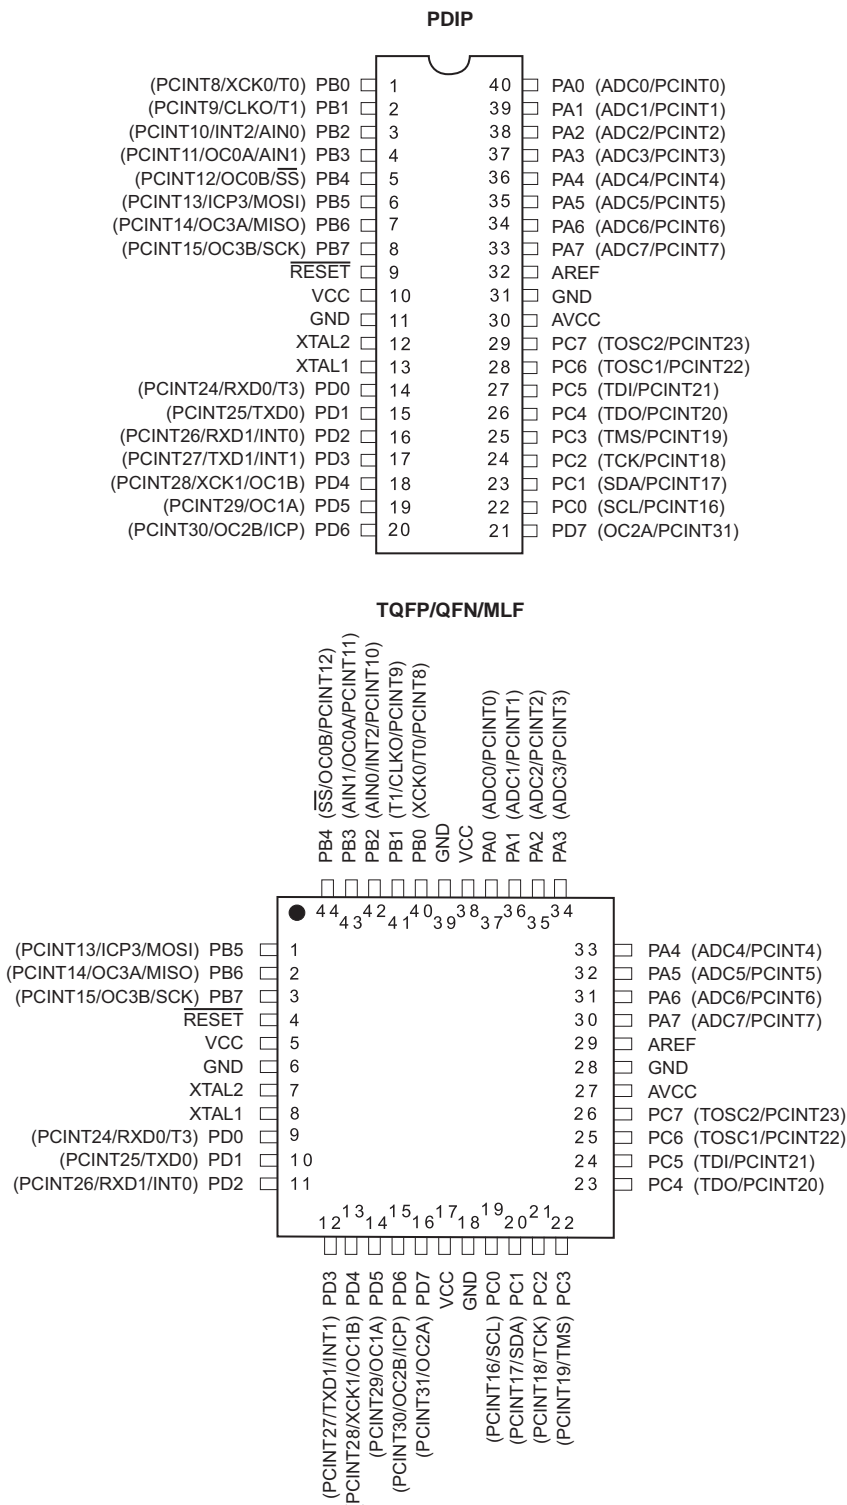 PDIP
(PCINT8/XCK0/T0) PB0 1 40 PA0 (ADC0/PCINT0)
(PCINT9/CLKO/T1) PB1 2 39 PA1 (ADC1/PCINT1)
(PCINT10/INT2/AIN0) PB2 3 38 PA2 (ADC2/PCINT2)
(PCINT11/OC0A/AIN1) PB3 4 37 PA3 (ADC3/PCINT3)
(PCINT12/OC0B/SS) PB4 5 36 PA4 (ADC4/PCINT4)
(PCINT13/ICP3/MOSI) PB5 6 35 PA5 (ADC5/PCINT5)
(PCINT14/OC3A/MISO) PB6 7 34 PA6 (ADC6/PCINT6)
(PCINT15/OC3B/SCK) PB7 8 33 PA7 (ADC7/PCINT7)
RESET 9 32 AREF
VCC 10 31 GND
GND 11 30 AVCC
XTAL2 12 29 PC7 (TOSC2/PCINT23)
XTAL1 13 28 PC6 (TOSC1/PCINT22)
(PCINT24/RXD0/T3) PD0 14 27 PC5 (TDI/PCINT21)
(PCINT25/TXD0) PD1 15 26 PC4 (TDO/PCINT20)
(PCINT26/RXD1/INT0) PD2 16 25 PC3 (TMS/PCINT19)
(PCINT27/TXD1/INT1) PD3 17 24 PC2 (TCK/PCINT18)
(PCINT28/XCK1/OC1B) PD4 18 23 PC1 (SDA/PCINT17)
(PCINT29/OC1A) PD5 19 22 PC0 (SCL/PCINT16)
(PCINT30/OC2B/ICP) PD6 20 21 PD7 (OC2A/PCINT31)
TQFP/QFN/MLF
PB4 (SS/OC0B/PCINT12)
PB3 (AIN1/OC0A/PCINT11)
PB2 (AIN0/INT2/PCINT10)
PB1 (T1/CLKO/PCINT9)
PB0 (XCK0/T0/PCINT8)
GND
VCC
PA0 (ADC0/PCINT0)
PA1 (ADC1/PCINT1)
PA2 (ADC2/PCINT2)
PA3 (ADC3/PCINT3)
44 43 42 41 40 39 38 37 36 35 34
(PCINT13/ICP3/MOSI) PB5 1 33 PA4 (ADC4/PCINT4)
(PCINT14/OC3A/MISO) PB6 2 32 PA5 (ADC5/PCINT5)
(PCINT15/OC3B/SCK) PB7 3 31 PA6 (ADC6/PCINT6)
RESET 4 30 PA7 (ADC7/PCINT7)
VCC 5 29 AREF
GND 6 28 GND
XTAL2 7 27 AVCC
XTAL1 8 26 PC7 (TOSC2/PCINT23)
(PCINT24/RXD0/T3) PD0 9 25 PC6 (TOSC1/PCINT22)
(PCINT25/TXD0) PD1 10 24 PC5 (TDI/PCINT21)
(PCINT26/RXD1/INT0) PD2 11 23 PC4 (TDO/PCINT20)
12 13 14 15 16 17 18 19 20 21 22
(PCINT27/TXD1/INT1) PD3
PCINT28/XCK1/OC1B) PD4
(PCINT29/OC1A) PD5
(PCINT30/OC2B/ICP) PD6
(PCINT31/OC2A) PD7
VCC
GND
(PCINT16/SCL) PC0
(PCINT17/SDA) PC1
(PCINT18/TCK) PC2
(PCINT19/TMS) PC3